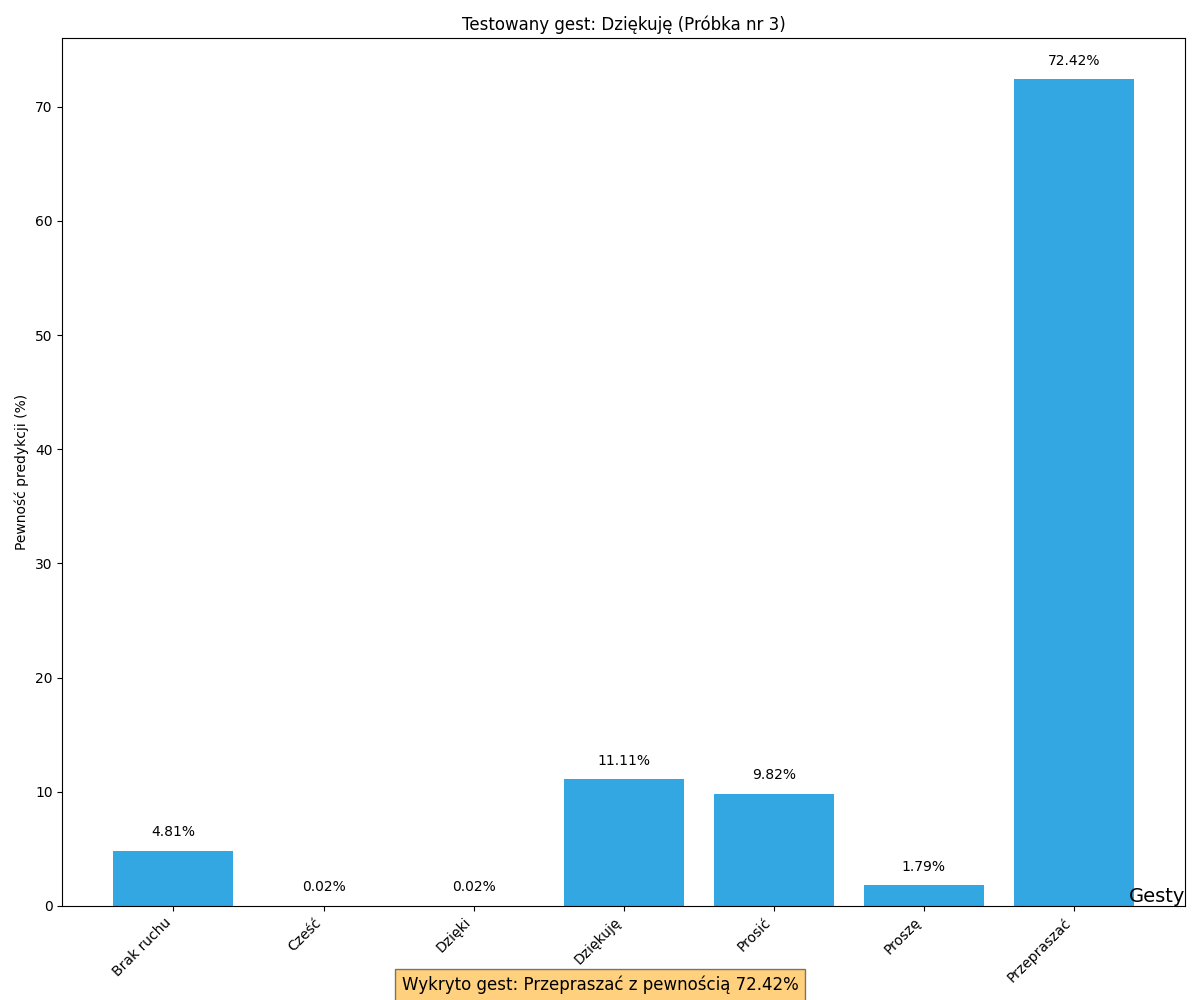 Testowany gest: Dziękuję (Próbka nr 3)
Pewność predykcji (%)
70
60
50
40
30
20
10
0
72.42%
11.11%
9.82%
4.81%
1.79%
0.02%
0.02%
Gesty
Brak ruchu
Cześć
Dzięki
Dziękuję
Prosić
Proszę
Przepraszać
Wykryto gest: Przepraszać z pewnością 72.42%